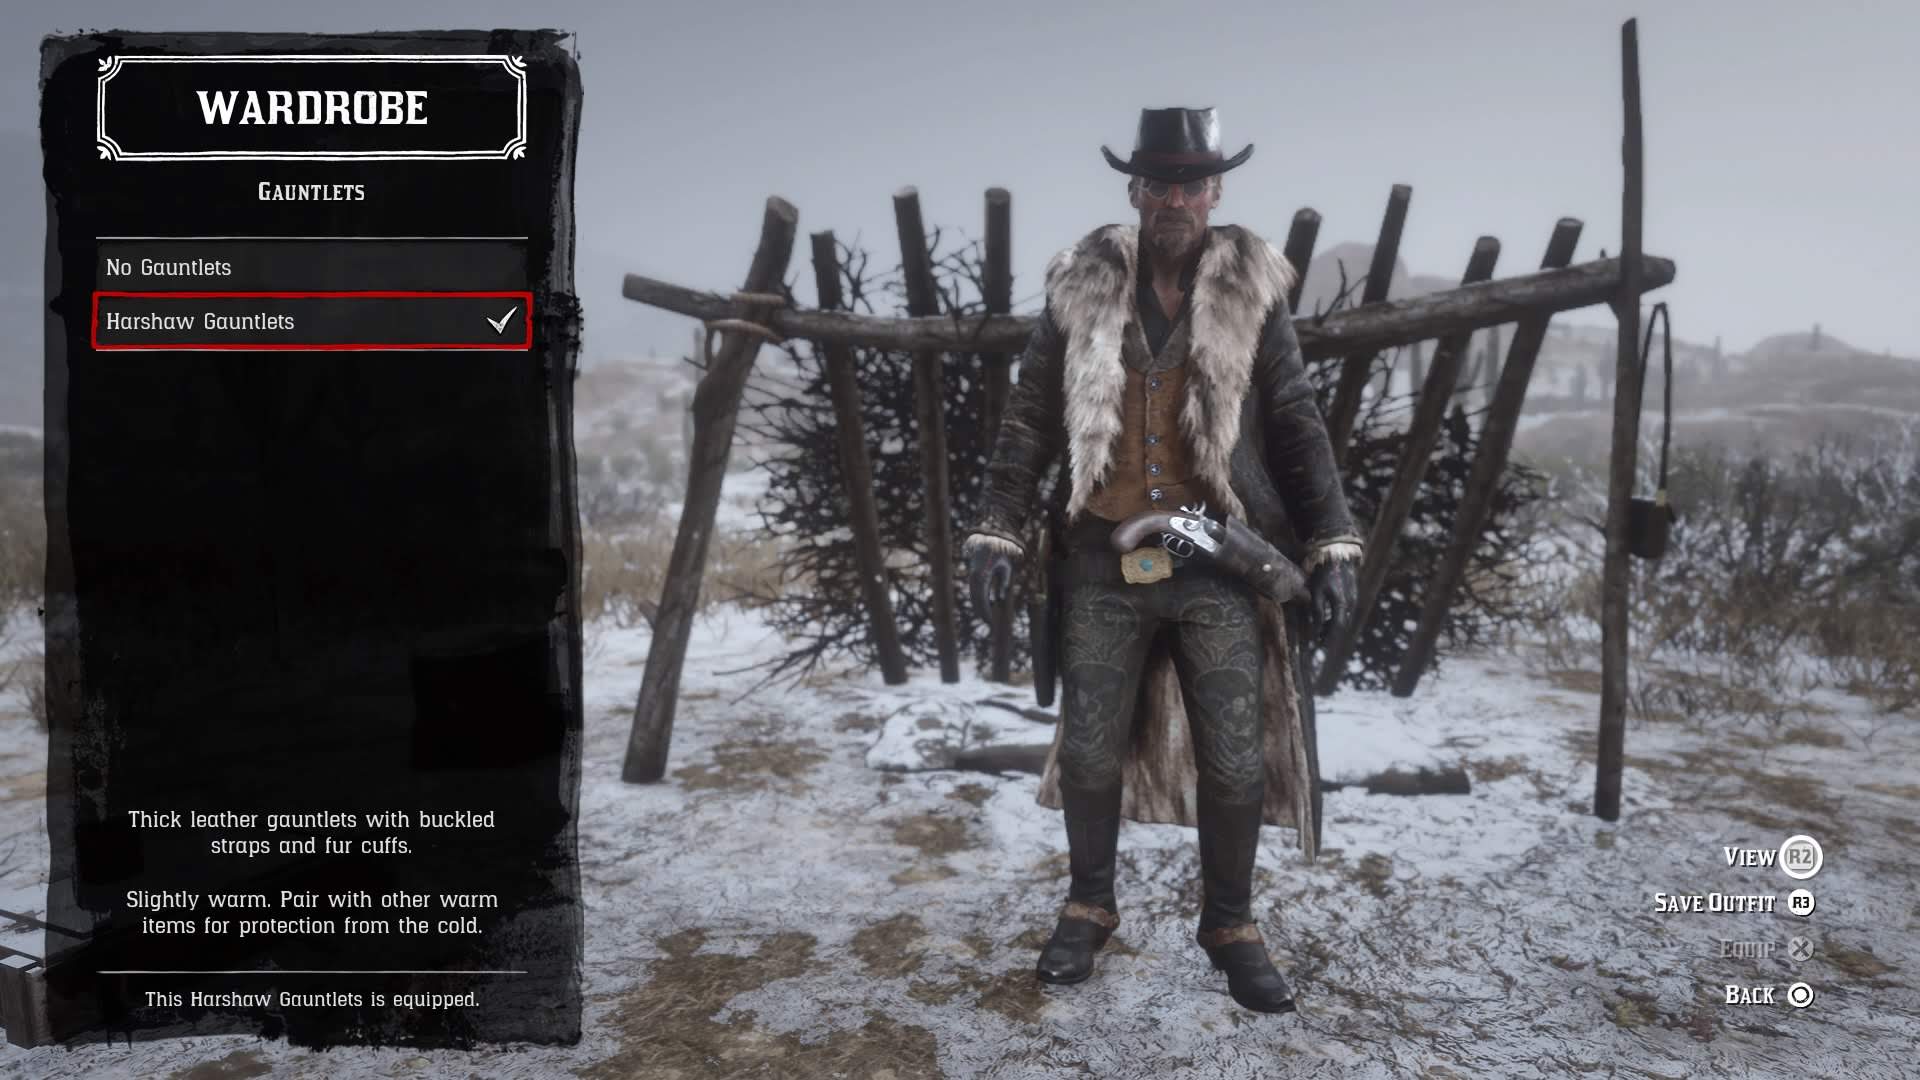 WARDROBE
GAUNTLETS
No Gauntlets
Harshaw Gauntlets
Thick leather gauntlets with buckled
straps and fur cuffs.
Slightly warm. Pair with other warm
items for protection from the cold.
This Harshaw Gauntlets is equipped.
VIEW R2
SAVE OUTFIT R3
EQUIP
BACK